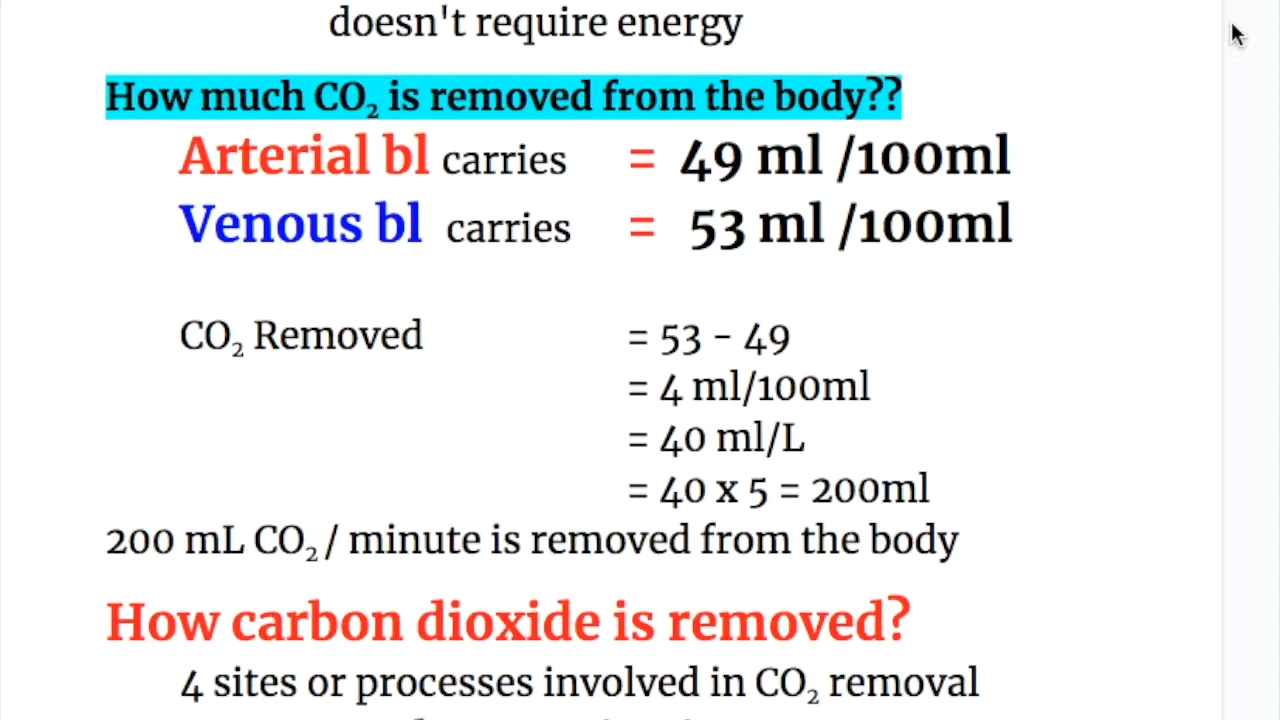 doesn't require energy
How much CO₂ is removed from the body??
Arterial bl carries = 49 ml /100ml
Venous bl carries = 53 ml /100ml
CO₂ Removed = 53 - 49
= 4 ml/100ml
= 40 ml/L
= 40 x 5 = 200ml
200 mL CO₂ / minute is removed from the body
How carbon dioxide is removed?
4 sites or processes involved in CO₂ removal